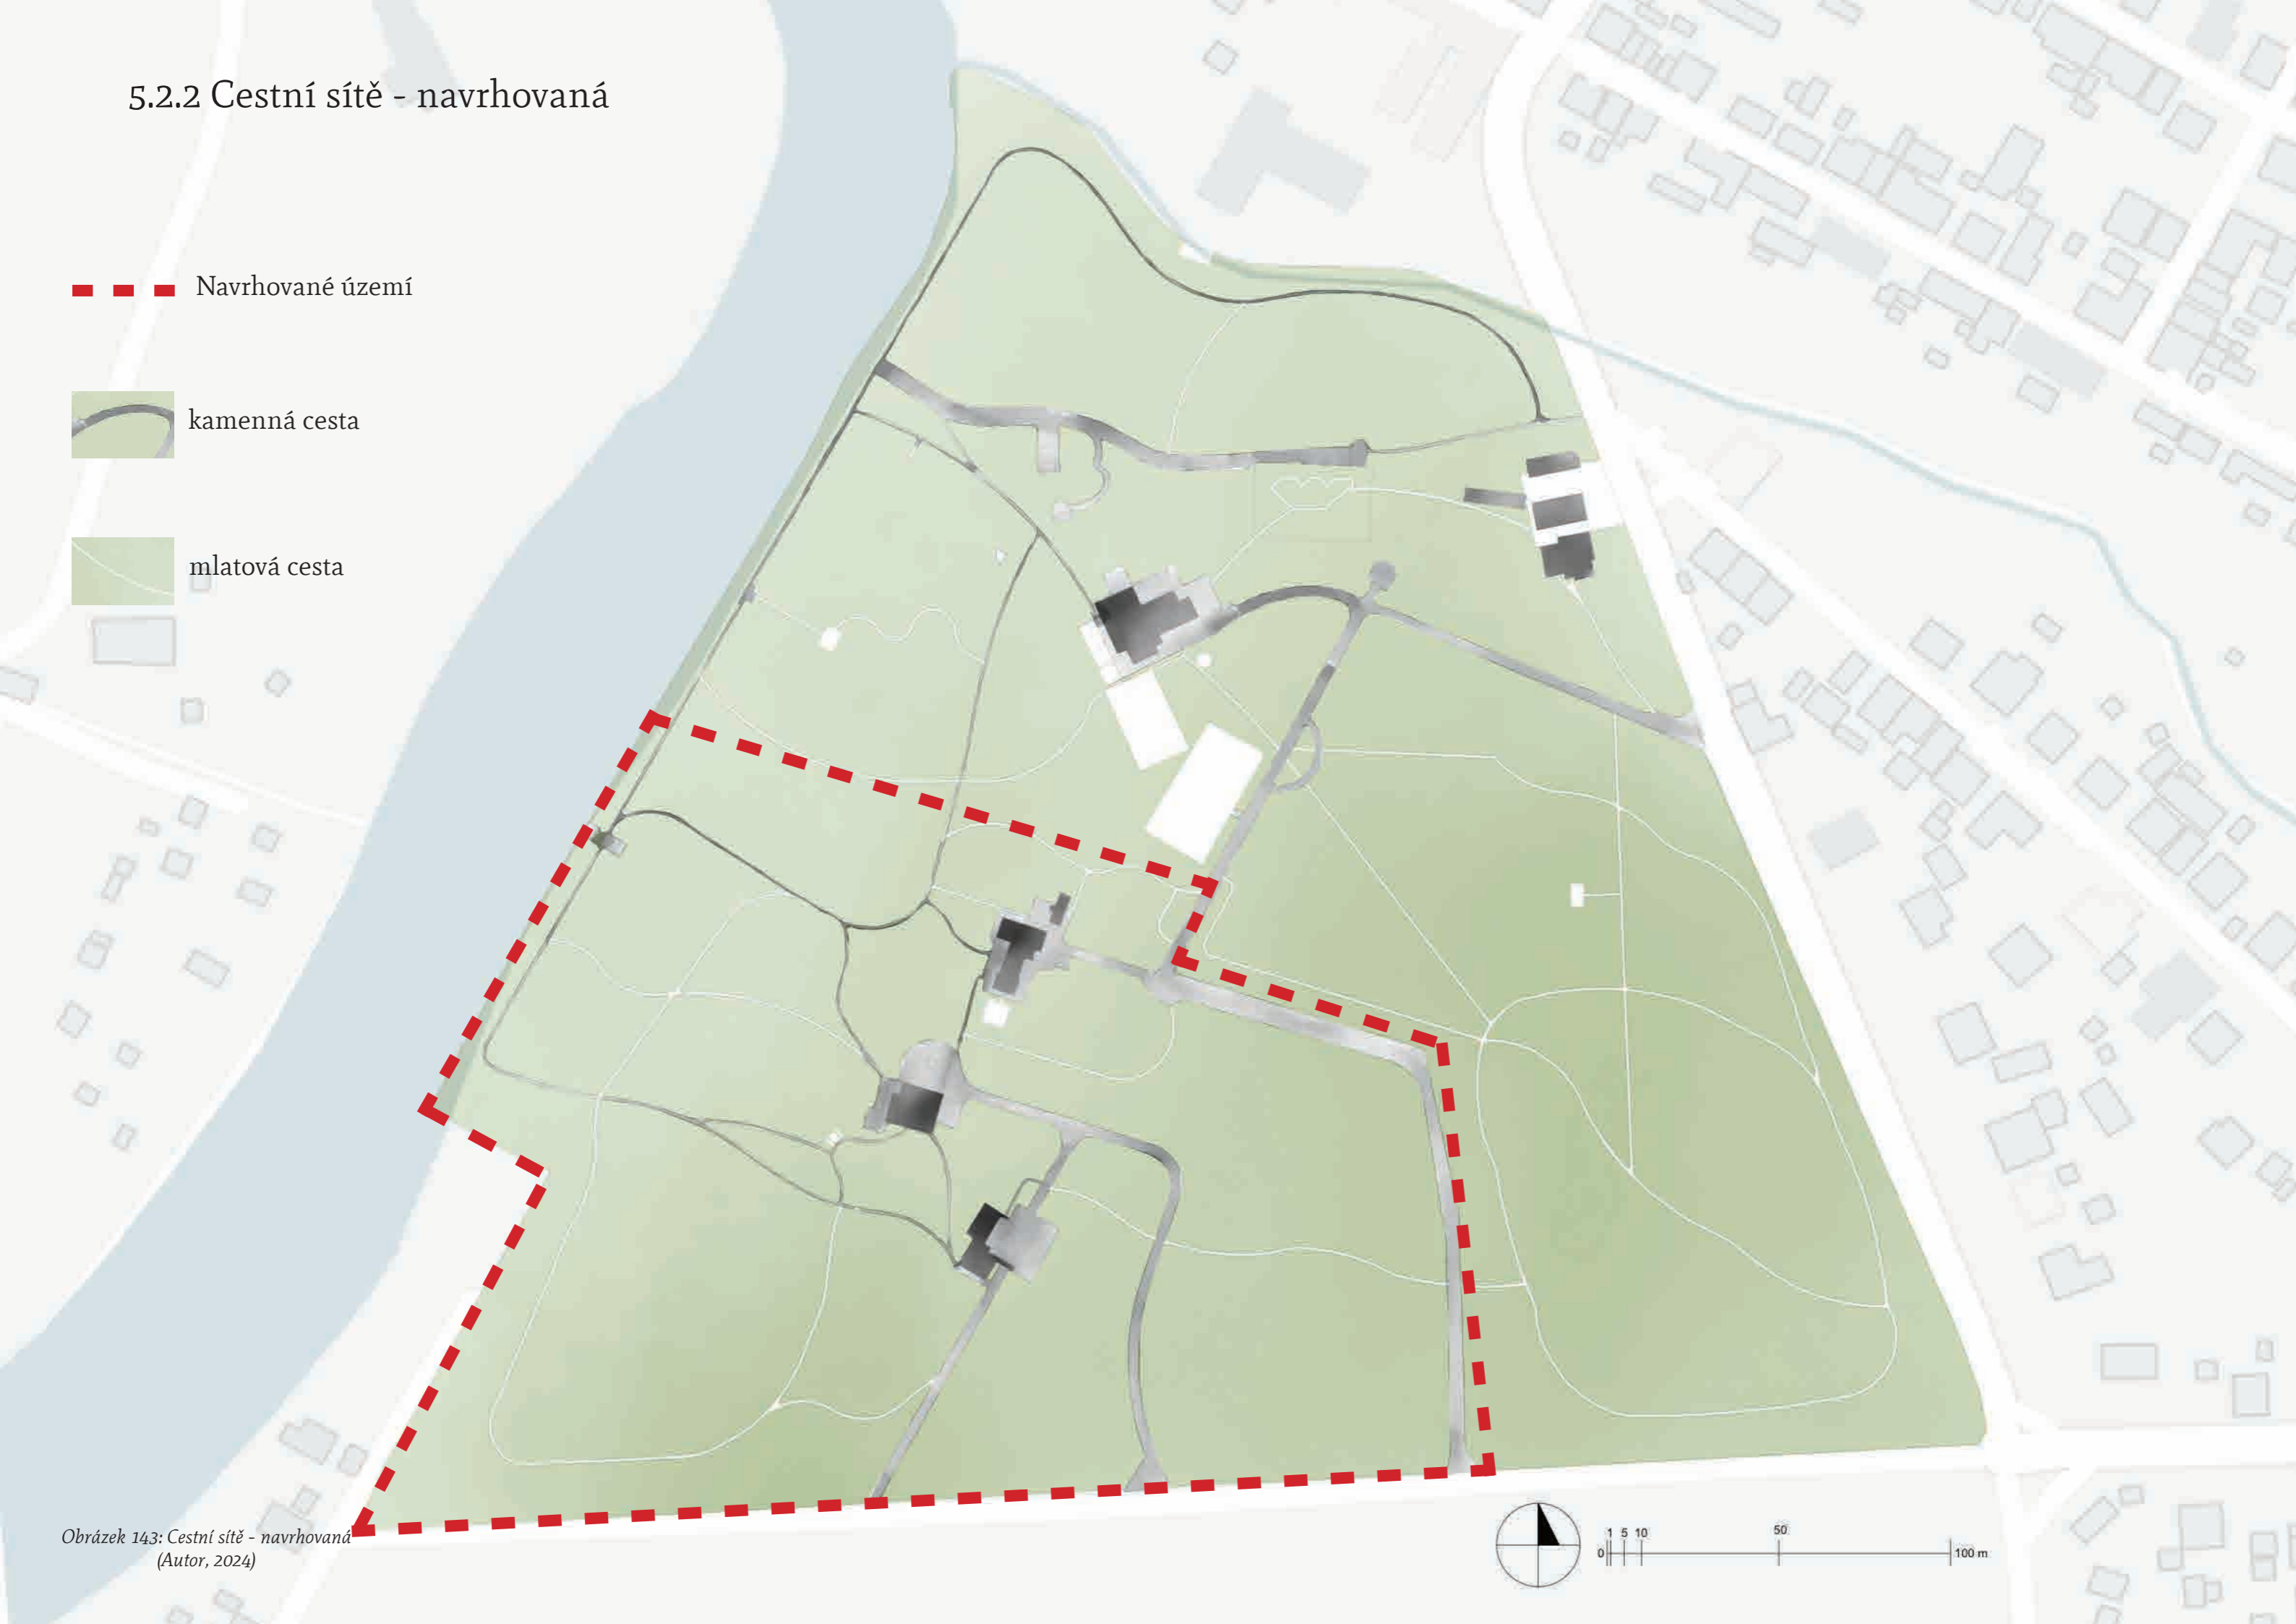 5.2.2 Cestní sítě - navrhovaná
Navrhované území
kamenná cesta
mlatová cesta
Obrázek 143: Cestní sítě - navrhovaná
(Autor, 2024)
0 1 5 10 50 100 m